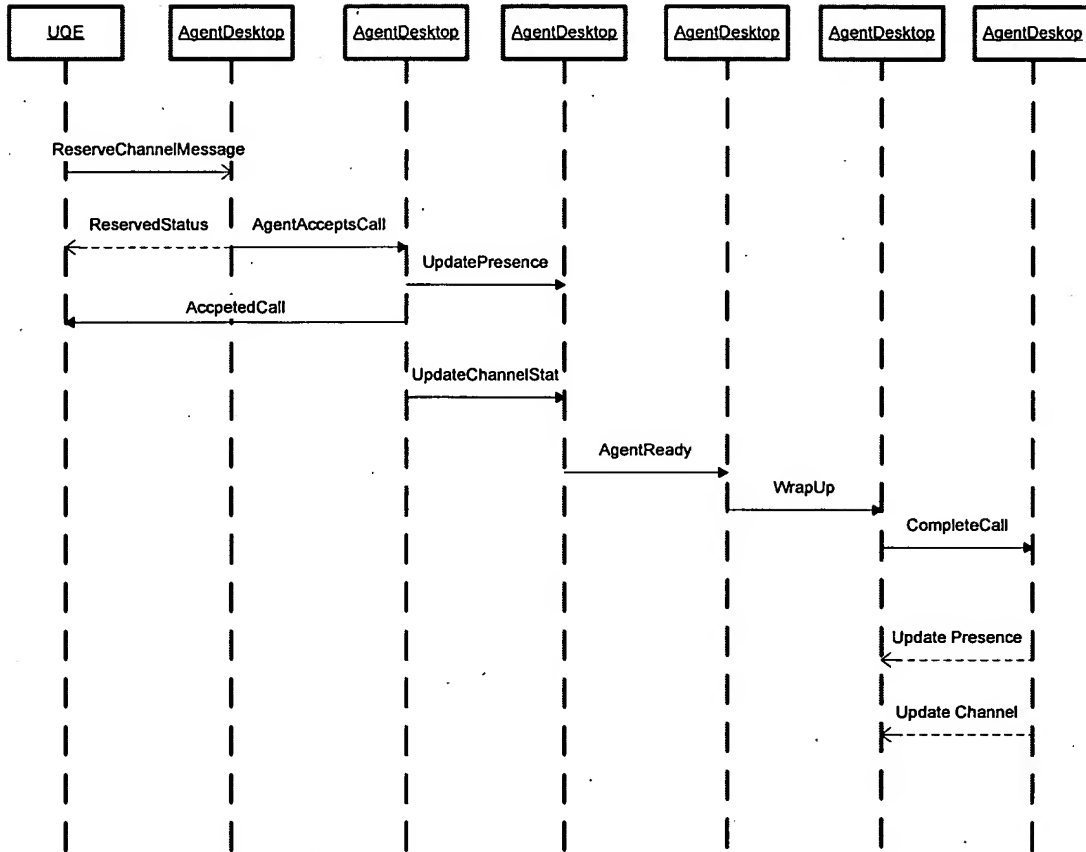 UQE
AgentDesktop
AgentDesktop
AgentDesktop
AgentDesktop
AgentDesktop
AgentDeskop
ReserveChannelMessage
ReservedStatus
AgentAcceptsCall
UpdatePresence
AccpetedCall
UpdateChannelStat
AgentReady
WrapUp
CompleteCall
Update Presence
Update Channel